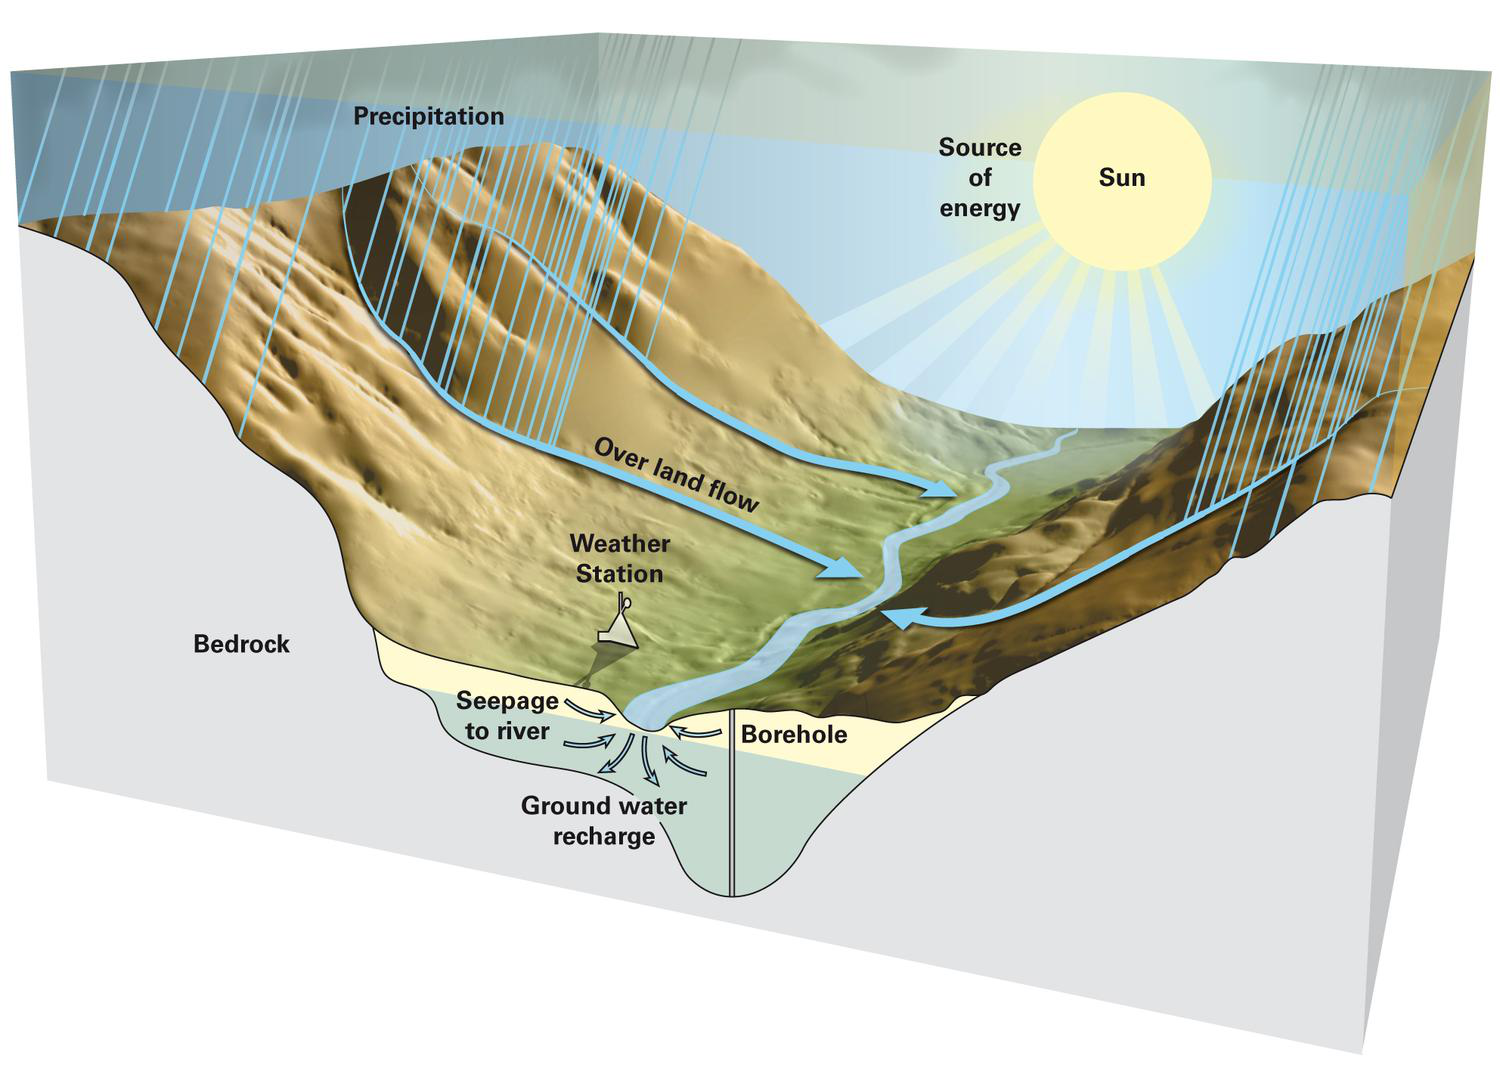 Precipitation
Source
of
energy
Sun
Over land flow
Weather
Station
Bedrock
Seepage
to river
Borehole
Ground water
recharge